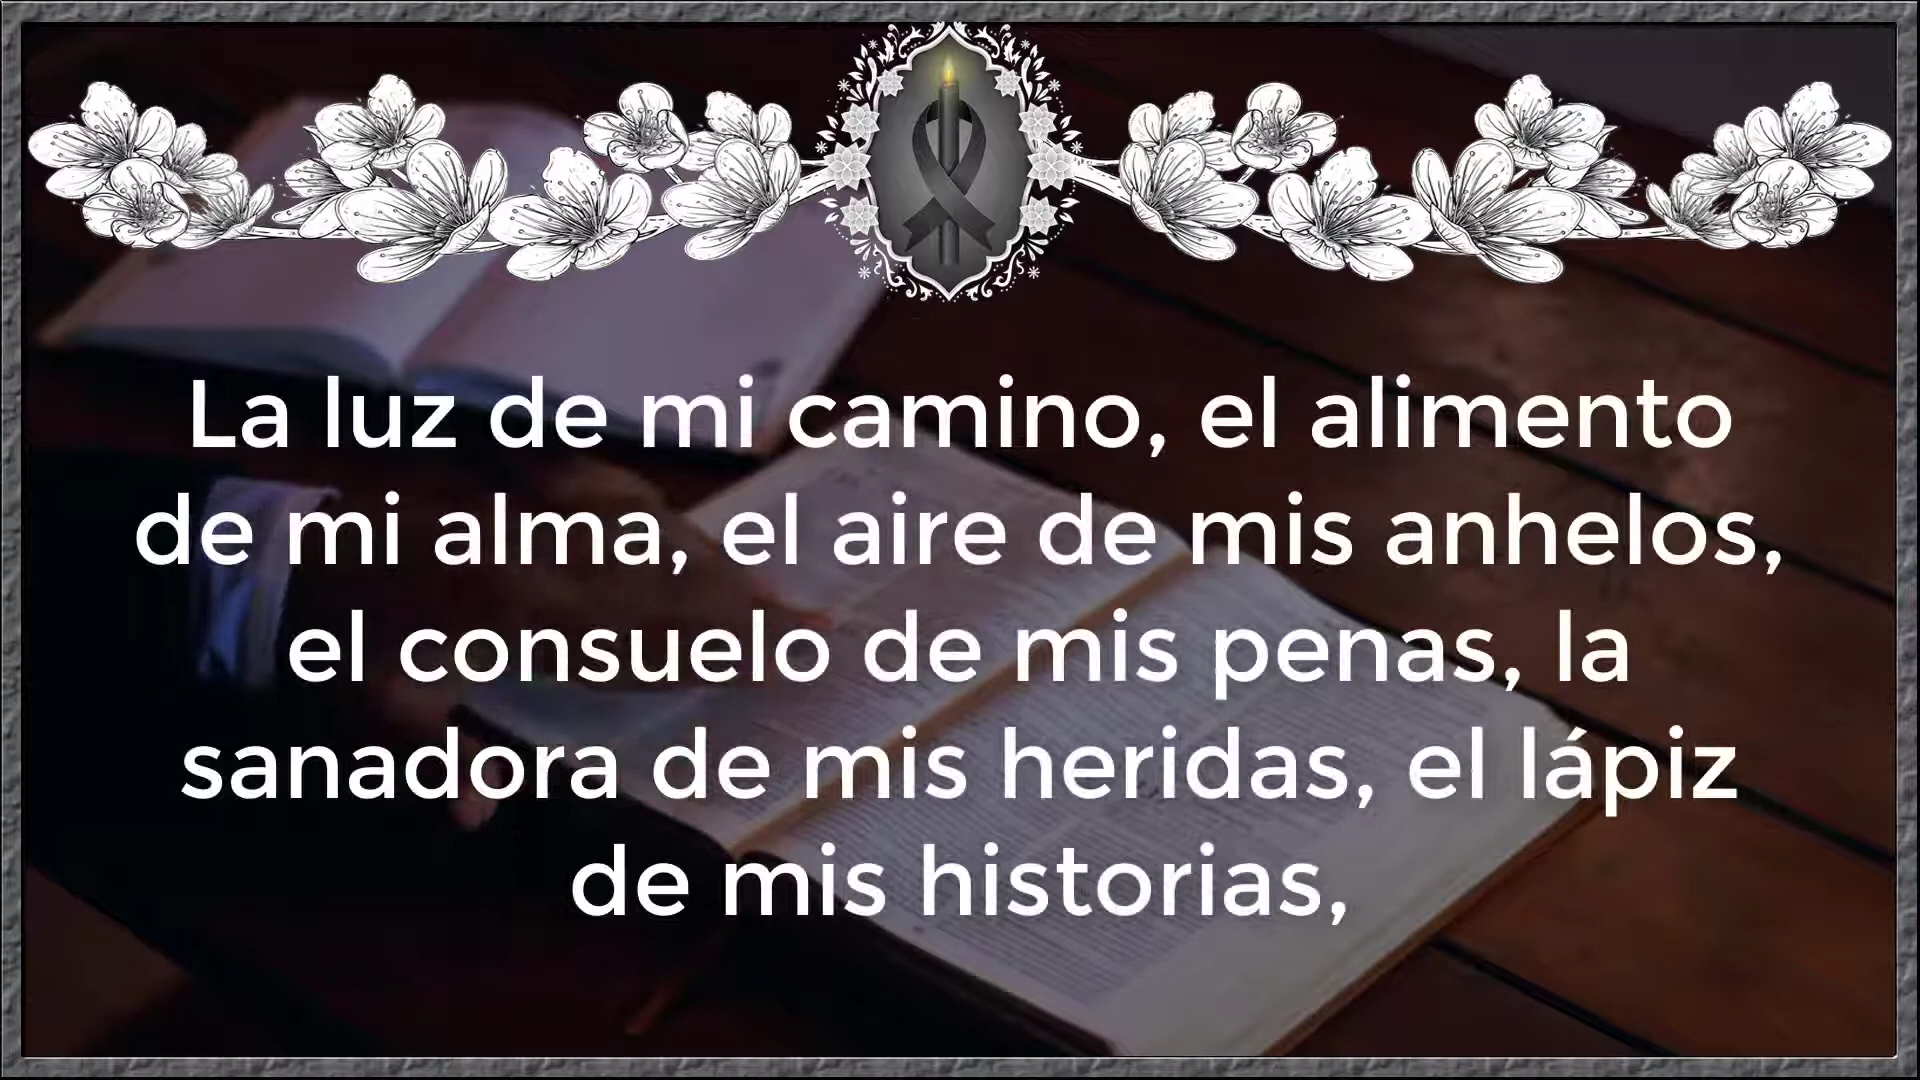 La luz de mi camino, el alimento
de mi alma, el aire de mis anhelos,
el consuelo de mis penas, la
sanadora de mis heridas, el lápiz
de mis historias,